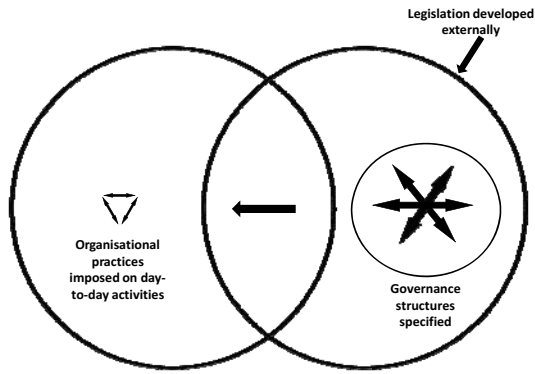 Legislation developed
externally
Organisational
practices
imposed on day-
to-day activities
Governance
structures
specified